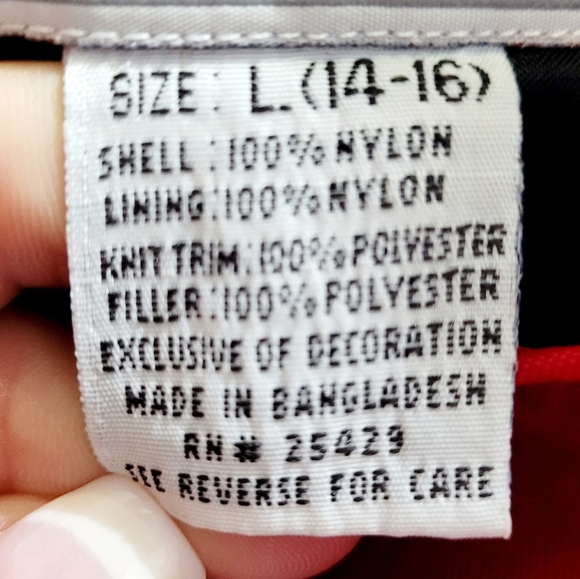 SIZE: L. (14-16)
SHELL: 100% NYLON
LINING: 100% NYLON
KNIT TRIM: 100% POLYESTER
FILLER: 100% POLYESTER
EXCLUSIVE OF DECORATION
MADE IN BANGLADESH
RN# 25429
SEE REVERSE FOR CARE